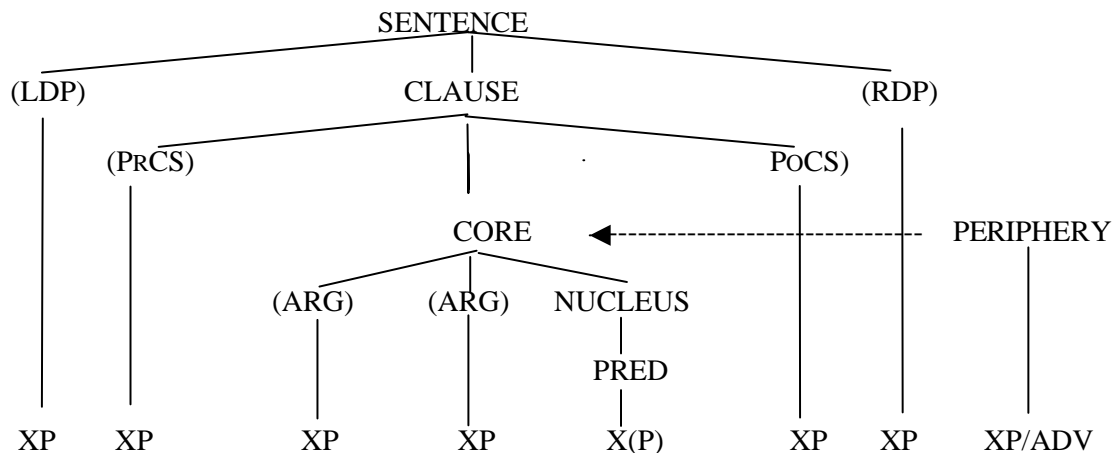 SENTENCE
(LDP) CLAUSE (RDP)
(PRCS) POCS)
CORE PERIPHERY
(ARG) (ARG) NUCLEUS
PRED
XP XP XP XP X(P) XP XP XP/ADV